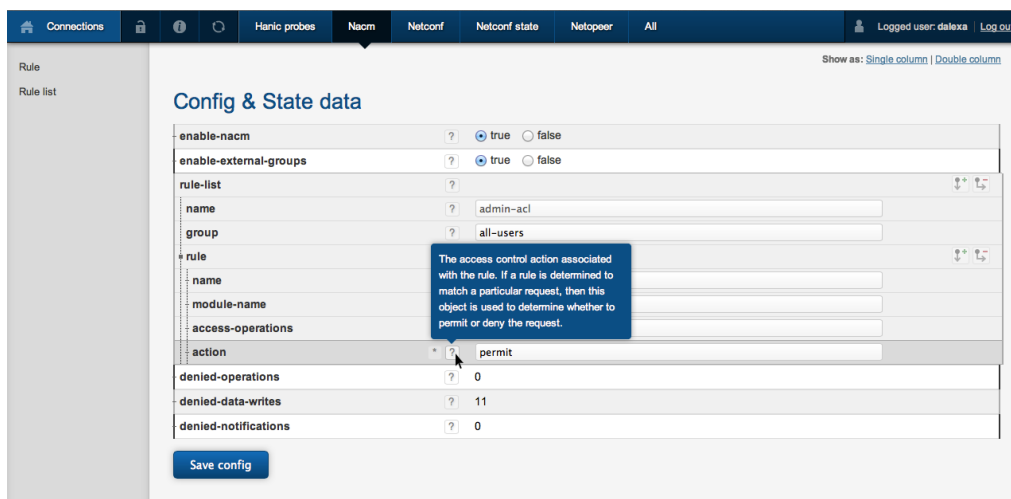 Connections Hanic probes Nacm Netconf Netconf state Netopeer All Logged user: dalexa Log ou
Show as: Single column | Double column
Rule
Rule list
Config & State data
enable-nacm ? true false
enable-external-groups ? true false
rule-list ?
name ? admin-acl
group ? all-users
rule
The access control action associated
with the rule. If a rule is determined to
match a particular request, then this
object is used to determine whether to
permit or deny the request.
name
module-name
access-operations
action * ? permit
denied-operations ? 0
denied-data-writes ? 11
denied-notifications ? 0
Save config